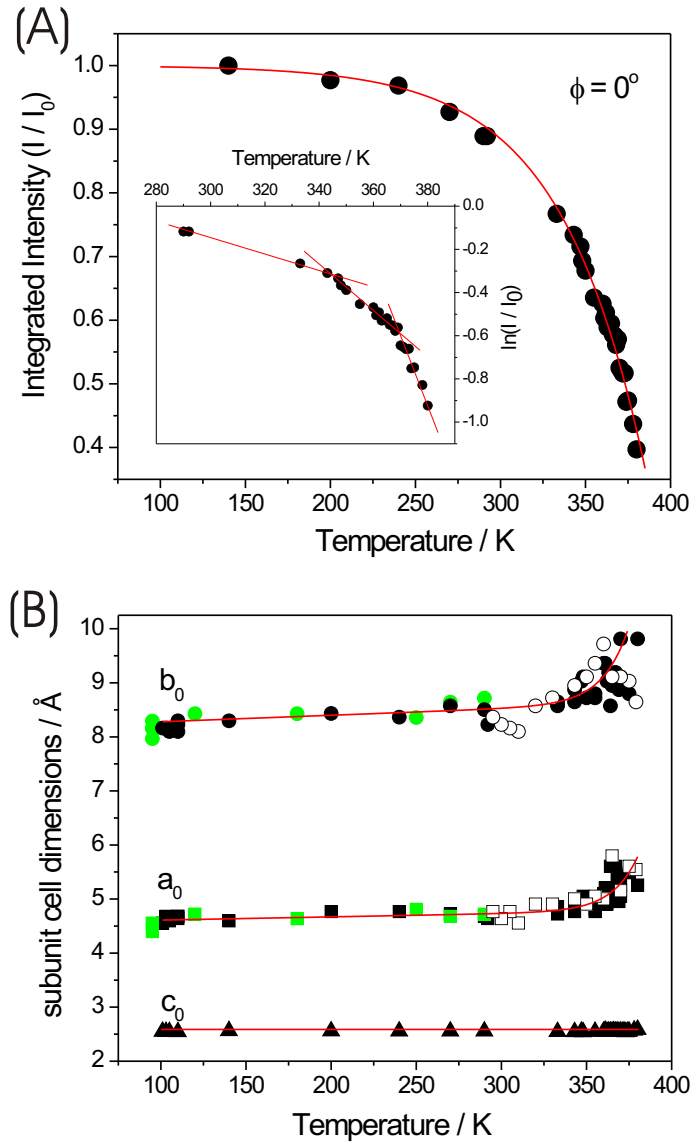 (A)
1.0
0.9
0.8
0.7
0.6
0.5
0.4
Integrated Intensity (I / I0)
ϕ = 0°
Temperature / K
280 300 320 340 360 380
0.0
-0.2
-0.4
-0.6
-0.8
-1.0
ln(I / I0)
100 150 200 250 300 350 400
Temperature / K
(B)
10
9
8
7
6
5
4
3
2
subunit cell dimensions / Å
b0
a0
c0
100 150 200 250 300 350 400
Temperature / K